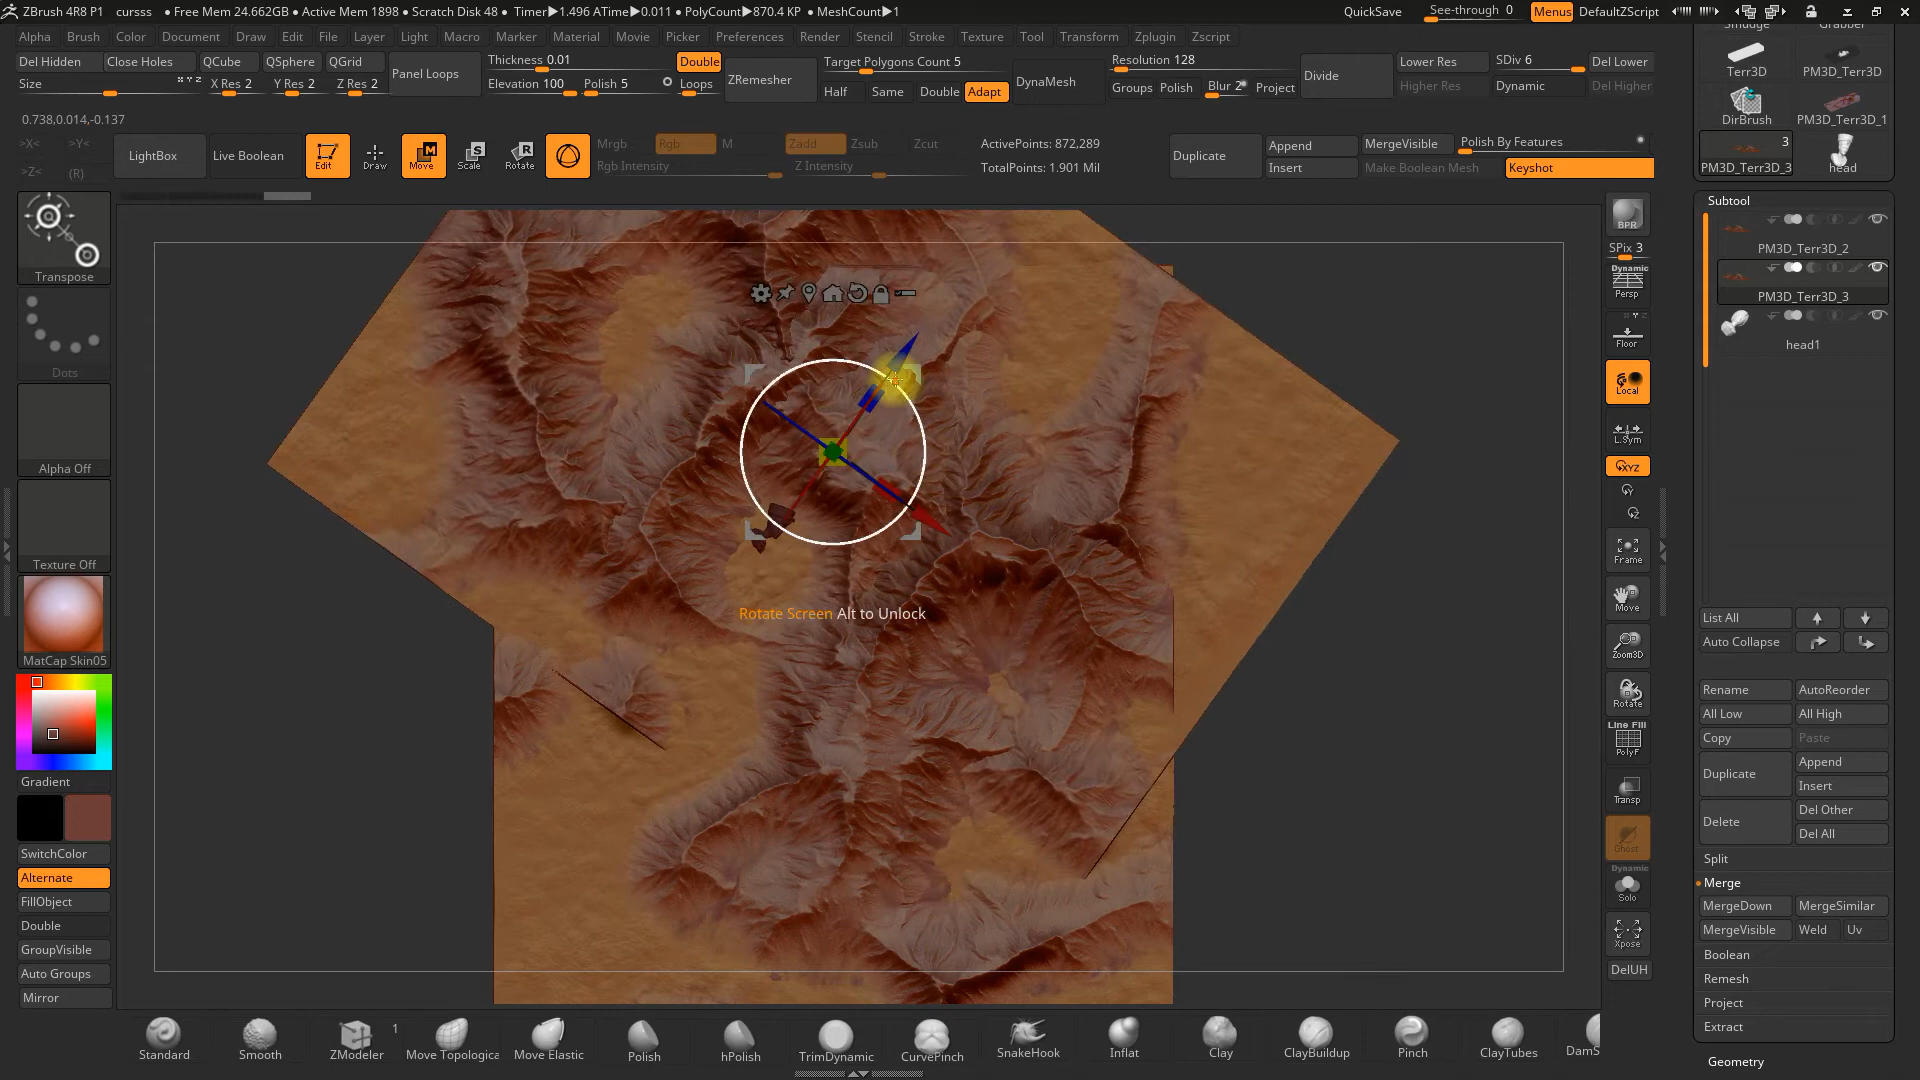 ZBrush 4R8 P1 cursss • Free Mem 24.662GB • Active Mem 1898 • Scratch Disk 48 • Timer▶1.496 ATime▶0.011 • PolyCount▶870.4 KP • MeshCount▶1 QuickSave See-through 0 Menus DefaultZScript
Alpha Brush Color Document Draw Edit File Layer Light Macro Marker Material Movie Picker Preferences Render Stencil Stroke Texture Tool Transform Zplugin Zscript
Del Hidden Close Holes QCube QSphere QGrid Panel Loops Thickness 0.01 Double ZRemesher Target Polygons Count 5 DynaMesh Resolution 128 Divide Lower Res SDiv 6 Del Lower
Size X Res 2 Y Res 2 Z Res 2 Elevation 100 Polish 5 Loops Half Same Double Adapt Groups Polish Blur 2 Project Higher Res Dynamic Del Higher
0.738,0.014,-0.137
>X< >Y<
>Z< (R)
LightBox Live Boolean Edit Draw Move Scale Rotate Mrgb Rgb M Zadd Zsub Zcut ActivePoints: 872,289 Duplicate Append MergeVisible Polish By Features
Rgb Intensity Z Intensity TotalPoints: 1.901 Mil Insert Make Boolean Mesh Keyshot
Transpose
Dots
Alpha Off
Texture Off
MatCap Skin05
Gradient
SwitchColor
Alternate
FillObject
Double
GroupVisible
Auto Groups
Mirror
Rotate Screen Alt to Unlock
BPR
SPix 3
Dynamic
Persp
Floor
Local
L.Sym
XYZ
Frame
Move
Zoom3D
Rotate
Line Fill
PolyF
Transp
Ghost
Dynamic
Solo
Xpose
DelUH
Smudge Grabber
Terr3D PM3D_Terr3D
DirBrush PM3D_Terr3D_1
3
PM3D_Terr3D_3 head
Subtool
PM3D_Terr3D_2
PM3D_Terr3D_3
head1
List All
Auto Collapse
Rename AutoReorder
All Low All High
Copy Paste
Duplicate Append
Insert
Delete Del Other
Del All
Split
Merge
MergeDown MergeSimilar
MergeVisible Weld Uv
Boolean
Remesh
Project
Extract
Geometry
Standard Smooth ZModeler 1 Move Topologica Move Elastic Polish hPolish TrimDynamic CurvePinch SnakeHook Inflat Clay ClayBuildup Pinch ClayTubes DamS